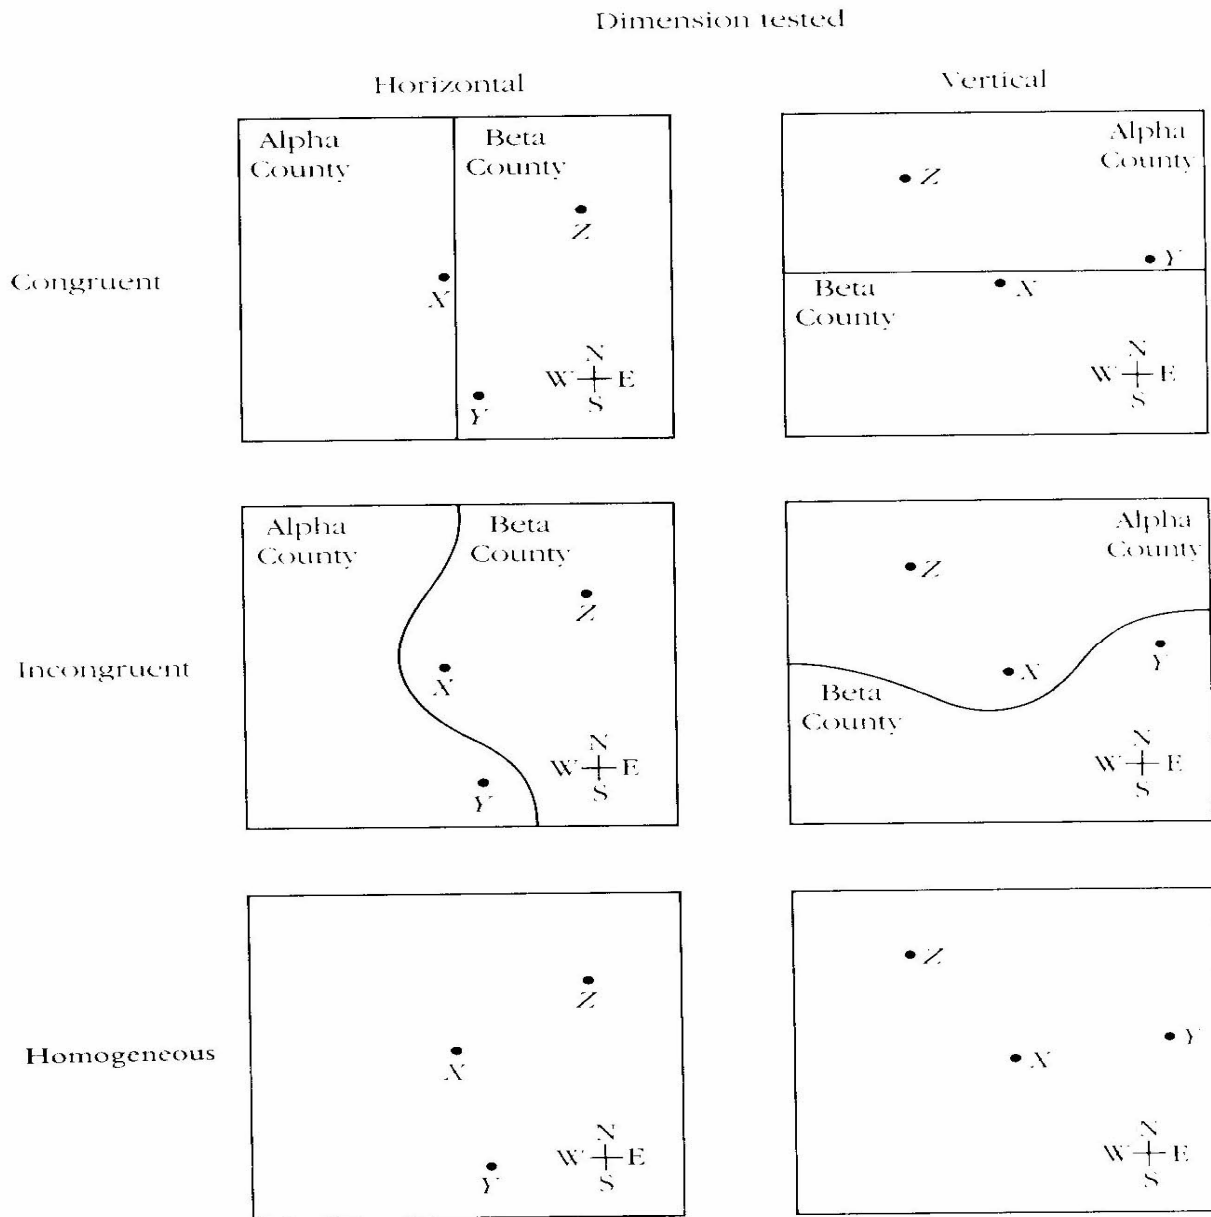 Dimension tested
Horizontal
Vertical
Congruent
Alpha
County
Beta
County
Z
X
Y
N
W E
S
Alpha
County
Z
Y
Beta
County
X
N
W E
S
Incongruent
Alpha
County
Beta
County
Z
X
Y
N
W E
S
Alpha
County
Z
X
Y
Beta
County
N
W E
S
Homogeneous
Z
X
Y
N
W E
S
Z
Y
X
N
W E
S